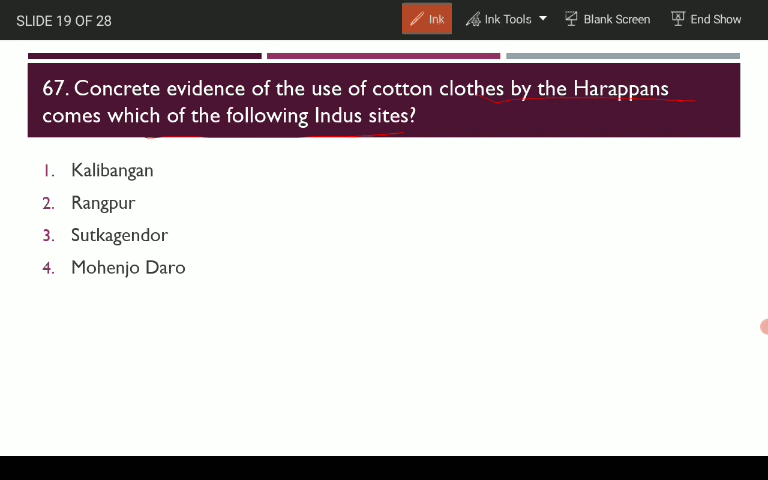 SLIDE 19 OF 28
Ink
Ink Tools
Blank Screen
End Show
67. Concrete evidence of the use of cotton clothes by the Harappans
comes which of the following Indus sites?
1. Kalibangan
2. Rangpur
3. Sutkagendor
4. Mohenjo Daro